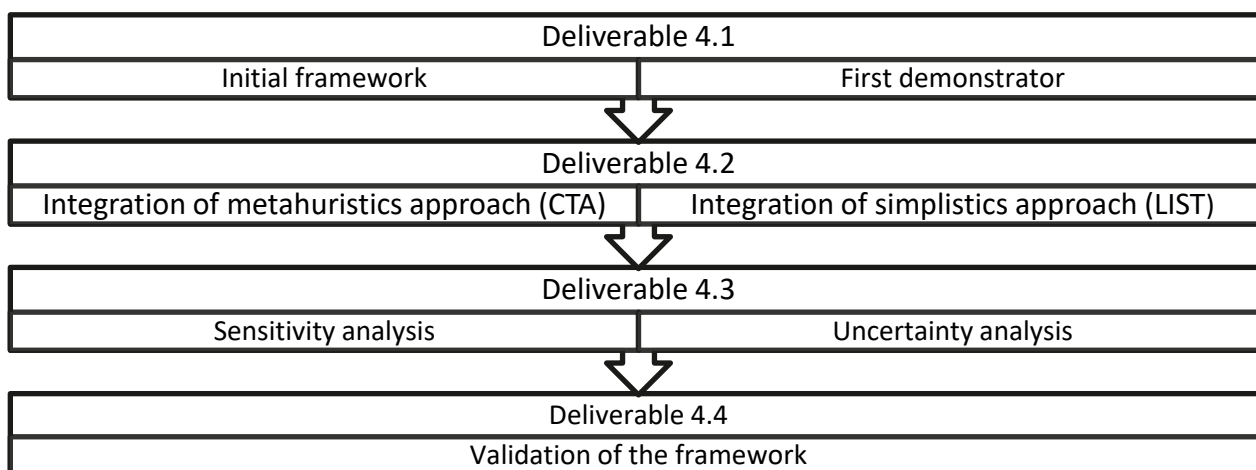 Deliverable 4.1
Initial framework
First demonstrator
Deliverable 4.2
Integration of metahuristics approach (CTA)
Integration of simplistics approach (LIST)
Deliverable 4.3
Sensitivity analysis
Uncertainty analysis
Deliverable 4.4
Validation of the framework